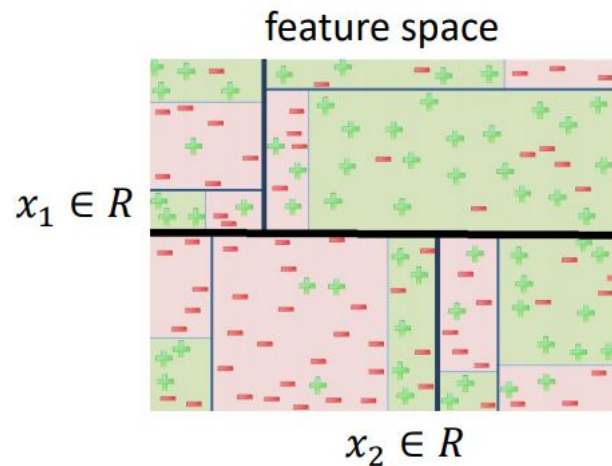 feature space
x₁ ∈ R
x₂ ∈ R